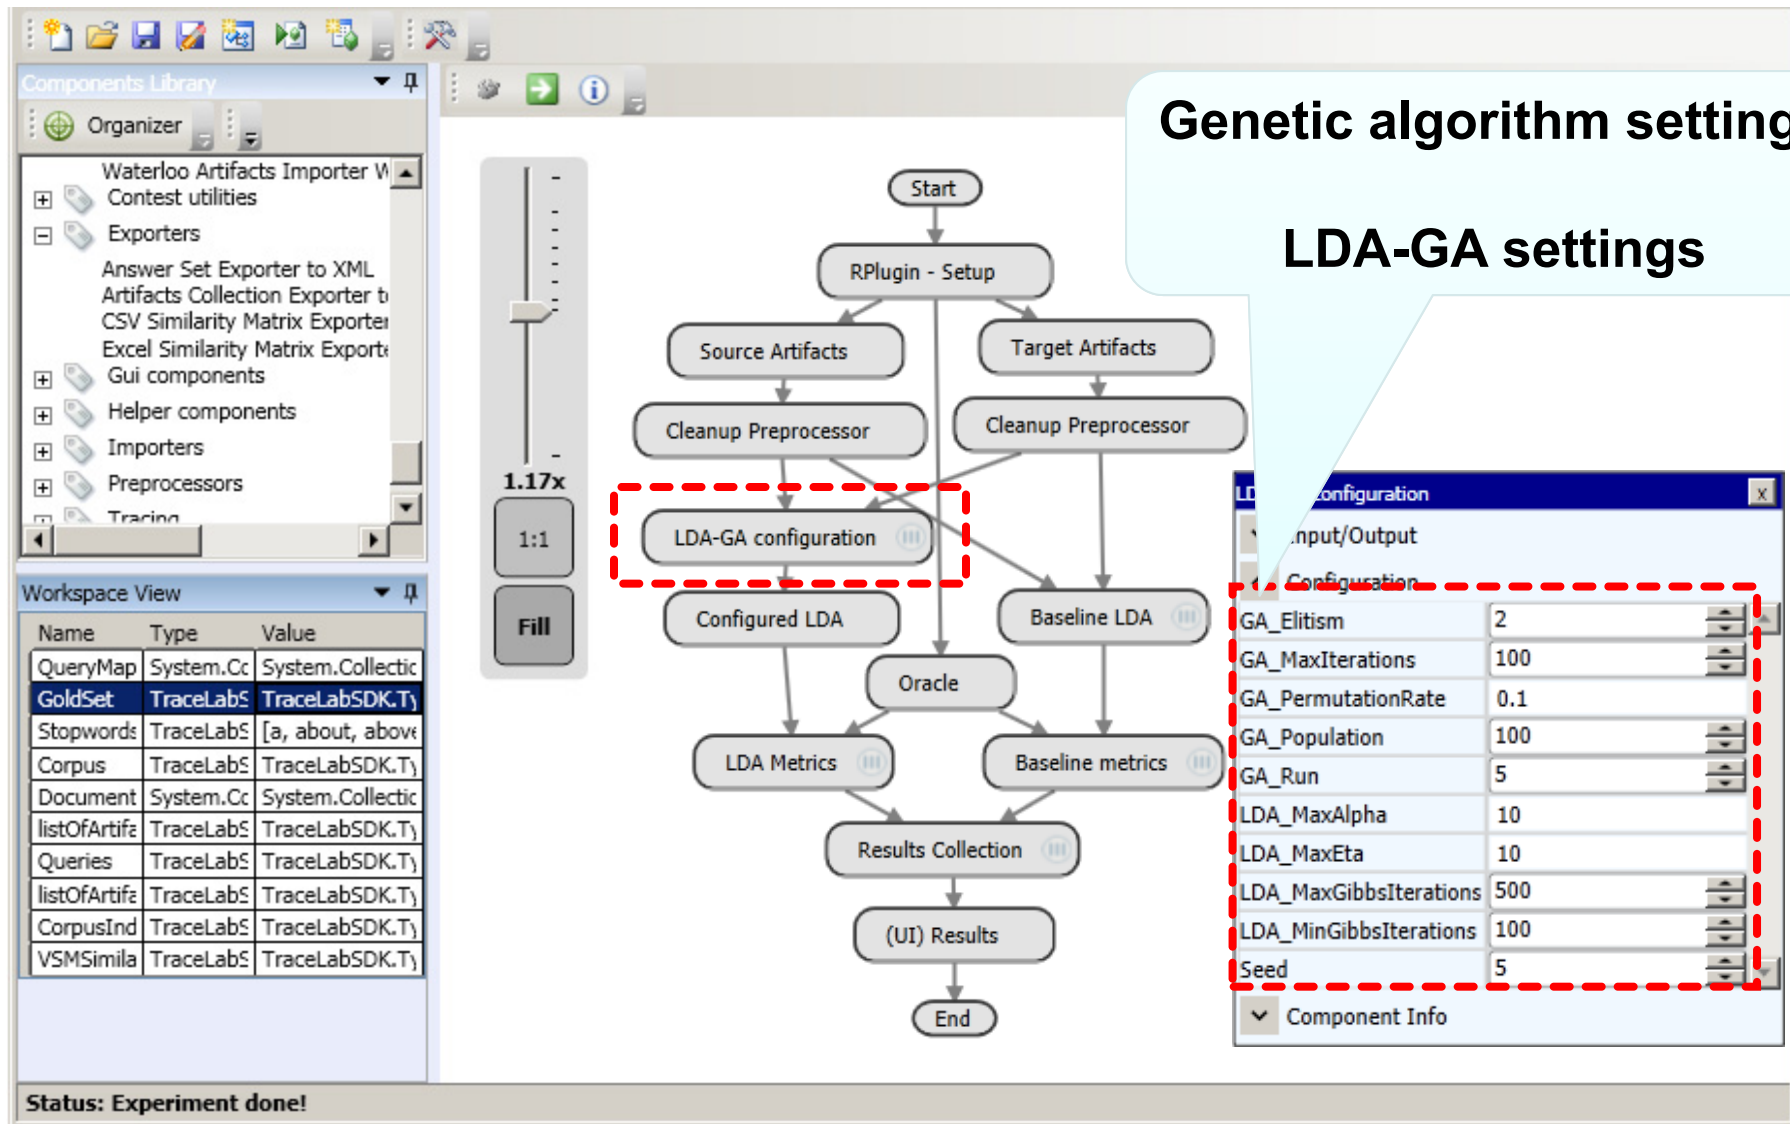 Components Library
Organizer
Waterloo Artifacts Importer W
Contest utilities
Exporters
Answer Set Exporter to XML
Artifacts Collection Exporter to
CSV Similarity Matrix Exporter
Excel Similarity Matrix Exporte
Gui components
Helper components
Importers
Preprocessors
Tracing
Workspace View
Name Type Value
QueryMap System.Cc System.Collectic
GoldSet TraceLabS TraceLabSDK.Ty
Stopwords TraceLabS [a, about, above
Corpus TraceLabS TraceLabSDK.Ty
Document System.Cc System.Collectic
listOfArtifa TraceLabS TraceLabSDK.Ty
Queries TraceLabS TraceLabSDK.Ty
listOfArtifa TraceLabS TraceLabSDK.Ty
CorpusInd TraceLabS TraceLabSDK.Ty
VSMSimila TraceLabS TraceLabSDK.Ty
Status: Experiment done!
1.17x
1:1
Fill
Start
RPlugin - Setup
Source Artifacts
Target Artifacts
Cleanup Preprocessor
Cleanup Preprocessor
LDA-GA configuration
Configured LDA
Baseline LDA
Oracle
LDA Metrics
Baseline metrics
Results Collection
(UI) Results
End
Genetic algorithm setting
LDA-GA settings
configuration
Input/Output
Configuration
GA_Elitism 2
GA_MaxIterations 100
GA_PermutationRate 0.1
GA_Population 100
GA_Run 5
LDA_MaxAlpha 10
LDA_MaxEta 10
LDA_MaxGibbsIterations 500
LDA_MinGibbsIterations 100
Seed 5
Component Info